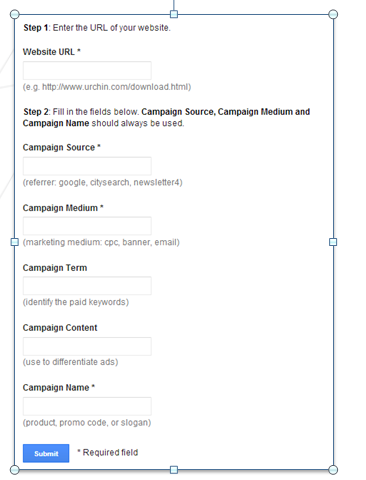 Step 1: Enter the URL of your website.
Website URL *
(e.g. http://www.urchin.com/download.html)
Step 2: Fill in the fields below. Campaign Source, Campaign Medium and
Campaign Name should always be used.
Campaign Source *
(referrer: google, citysearch, newsletter4)
Campaign Medium *
(marketing medium: cpc, banner, email)
Campaign Term
(identify the paid keywords)
Campaign Content
(use to differentiate ads)
Campaign Name *
(product, promo code, or slogan)
Submit * Required field